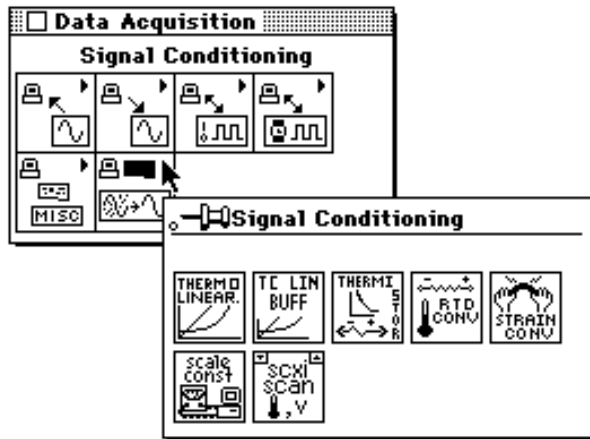 Data Acquisition
Signal Conditioning
MISC
Signal Conditioning
THERMO
LINEAR.
TC LIN
BUFF
THERMI
STOR
- +
- +
RTD
CONV
STRAIN
CONV
scale
const
scxi
scan
,V